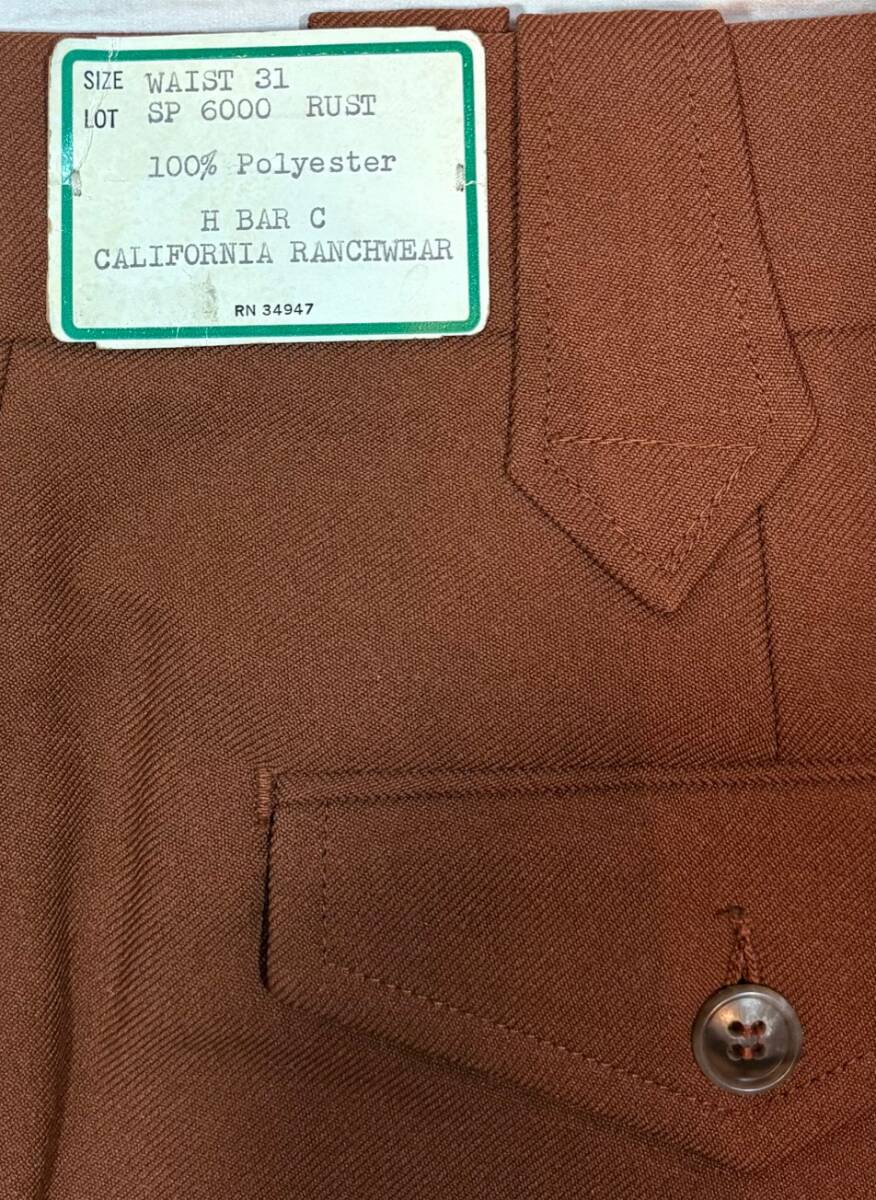 SIZE WAIST 31
LOT SP 6000 RUST
100% Polyester
H BAR C
CALIFORNIA RANCHWEAR
RN 34947